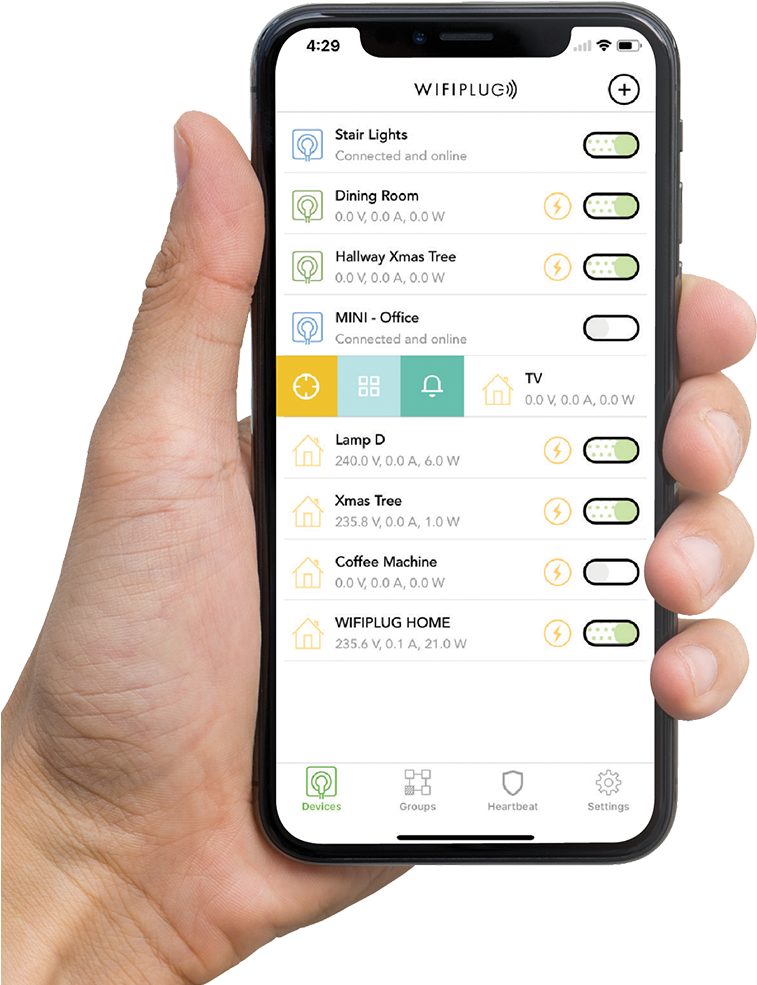 4:29
WIFIPLUG
Stair Lights
Connected and online
Dining Room
0.0 V, 0.0 A, 0.0 W
Hallway Xmas Tree
0.0 V, 0.0 A, 0.0 W
MINI - Office
Connected and online
TV
0.0 V, 0.0 A, 0.0 W
Lamp D
240.0 V, 0.0 A, 6.0 W
Xmas Tree
235.8 V, 0.0 A, 1.0 W
Coffee Machine
0.0 V, 0.0 A, 0.0 W
WIFIPLUG HOME
235.6 V, 0.1 A, 21.0 W
Devices Groups Heartbeat Settings